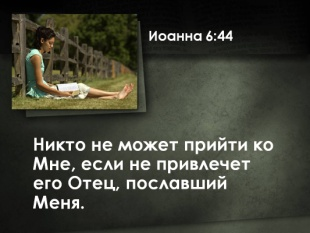 Иоанна 6:44
Никто не может прийти ко
Мне, если не привлечет
его Отец, пославший
Меня.